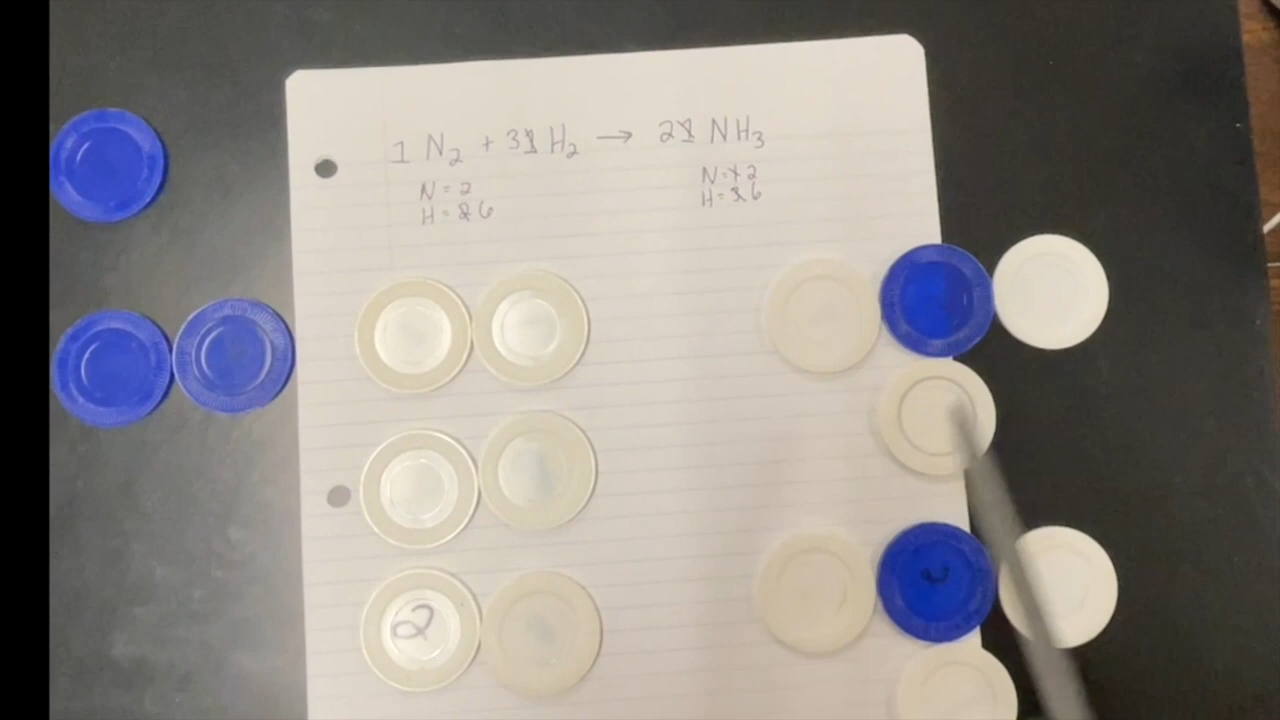 1 N₂ + 3 H₂ → 2 NH₃
N = 2
H = 6
N = 2
H = 6
2